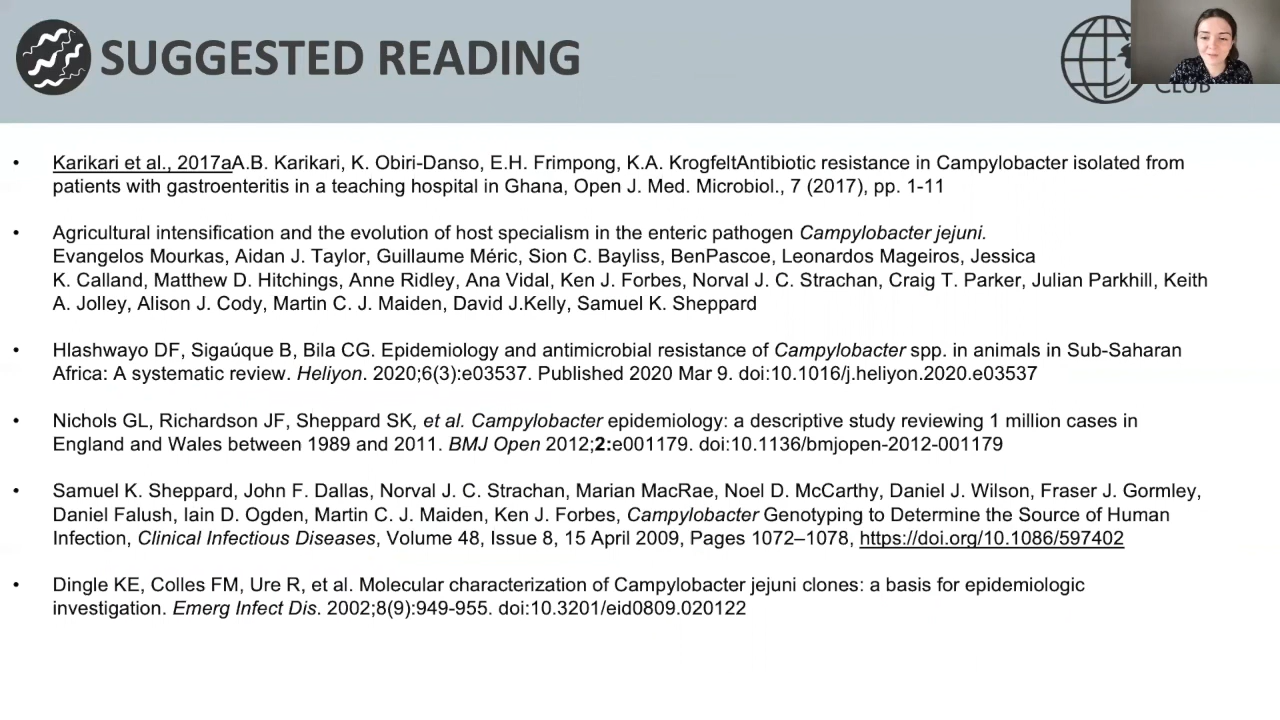 SUGGESTED READING
CLUB
• Karikari et al., 2017aA.B. Karikari, K. Obiri-Danso, E.H. Frimpong, K.A. KrogfeltAntibiotic resistance in Campylobacter isolated from
patients with gastroenteritis in a teaching hospital in Ghana, Open J. Med. Microbiol., 7 (2017), pp. 1-11
• Agricultural intensification and the evolution of host specialism in the enteric pathogen Campylobacter jejuni.
Evangelos Mourkas, Aidan J. Taylor, Guillaume Méric, Sion C. Bayliss, BenPascoe, Leonardos Mageiros, Jessica
K. Calland, Matthew D. Hitchings, Anne Ridley, Ana Vidal, Ken J. Forbes, Norval J. C. Strachan, Craig T. Parker, Julian Parkhill, Keith
A. Jolley, Alison J. Cody, Martin C. J. Maiden, David J.Kelly, Samuel K. Sheppard
• Hlashwayo DF, Sigaúque B, Bila CG. Epidemiology and antimicrobial resistance of Campylobacter spp. in animals in Sub-Saharan
Africa: A systematic review. Heliyon. 2020;6(3):e03537. Published 2020 Mar 9. doi:10.1016/j.heliyon.2020.e03537
• Nichols GL, Richardson JF, Sheppard SK, et al. Campylobacter epidemiology: a descriptive study reviewing 1 million cases in
England and Wales between 1989 and 2011. BMJ Open 2012;2:e001179. doi:10.1136/bmjopen-2012-001179
• Samuel K. Sheppard, John F. Dallas, Norval J. C. Strachan, Marian MacRae, Noel D. McCarthy, Daniel J. Wilson, Fraser J. Gormley,
Daniel Falush, Iain D. Ogden, Martin C. J. Maiden, Ken J. Forbes, Campylobacter Genotyping to Determine the Source of Human
Infection, Clinical Infectious Diseases, Volume 48, Issue 8, 15 April 2009, Pages 1072–1078, https://doi.org/10.1086/597402
• Dingle KE, Colles FM, Ure R, et al. Molecular characterization of Campylobacter jejuni clones: a basis for epidemiologic
investigation. Emerg Infect Dis. 2002;8(9):949-955. doi:10.3201/eid0809.020122